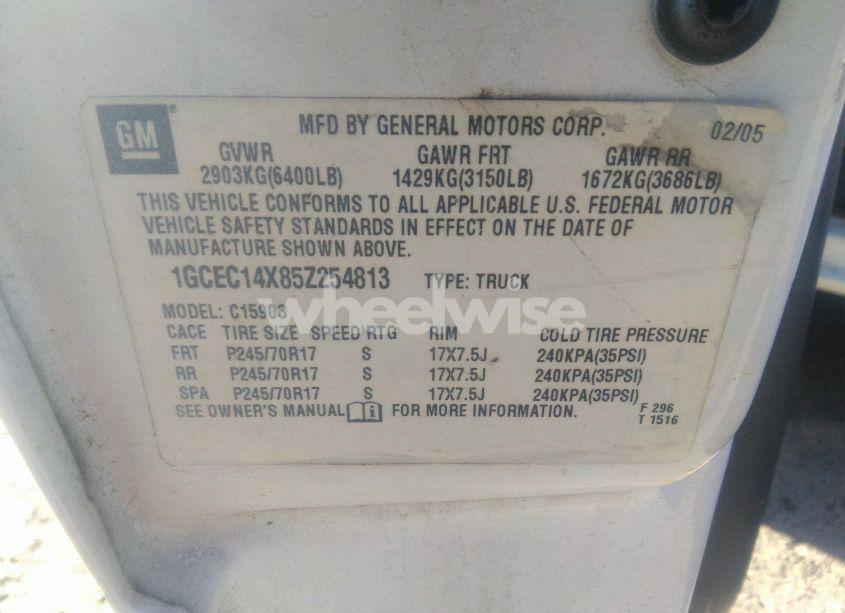 GM
MFD BY GENERAL MOTORS CORP. 02/05
GVWR GAWR FRT GAWR RR
2903KG(6400LB) 1429KG(3150LB) 1672KG(3686LB)
THIS VEHICLE CONFORMS TO ALL APPLICABLE U.S. FEDERAL MOTOR
VEHICLE SAFETY STANDARDS IN EFFECT ON THE DATE OF
MANUFACTURE SHOWN ABOVE.
1GCEC14X85Z254813 TYPE: TRUCK
wheelwise
MODEL: C15903
CACE TIRE SIZE SPEED RTG RIM COLD TIRE PRESSURE
FRT P245/70R17 S 17X7.5J 240KPA(35PSI)
RR P245/70R17 S 17X7.5J 240KPA(35PSI)
SPA P245/70R17 S 17X7.5J 240KPA(35PSI)
SEE OWNER'S MANUAL FOR MORE INFORMATION.
F 296
T 1516